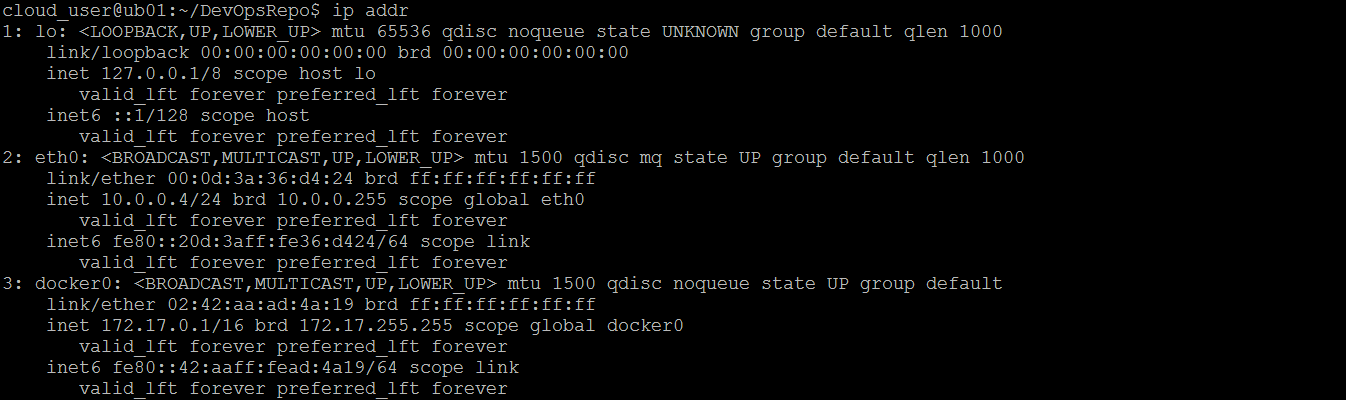 cloud_user@ub01:~/DevOpsRepo$ ip addr
1: lo: <LOOPBACK,UP,LOWER_UP> mtu 65536 qdisc noqueue state UNKNOWN group default qlen 1000
    link/loopback 00:00:00:00:00:00 brd 00:00:00:00:00:00
    inet 127.0.0.1/8 scope host lo
       valid_lft forever preferred_lft forever
    inet6 ::1/128 scope host
       valid_lft forever preferred_lft forever
2: eth0: <BROADCAST,MULTICAST,UP,LOWER_UP> mtu 1500 qdisc mq state UP group default qlen 1000
    link/ether 00:0d:3a:36:d4:24 brd ff:ff:ff:ff:ff:ff
    inet 10.0.0.4/24 brd 10.0.0.255 scope global eth0
       valid_lft forever preferred_lft forever
    inet6 fe80::20d:3aff:fe36:d424/64 scope link
       valid_lft forever preferred_lft forever
3: docker0: <BROADCAST,MULTICAST,UP,LOWER_UP> mtu 1500 qdisc noqueue state UP group default
    link/ether 02:42:aa:ad:4a:19 brd ff:ff:ff:ff:ff:ff
    inet 172.17.0.1/16 brd 172.17.255.255 scope global docker0
       valid_lft forever preferred_lft forever
    inet6 fe80::42:aaff:fead:4a19/64 scope link
       valid_lft forever preferred_lft forever